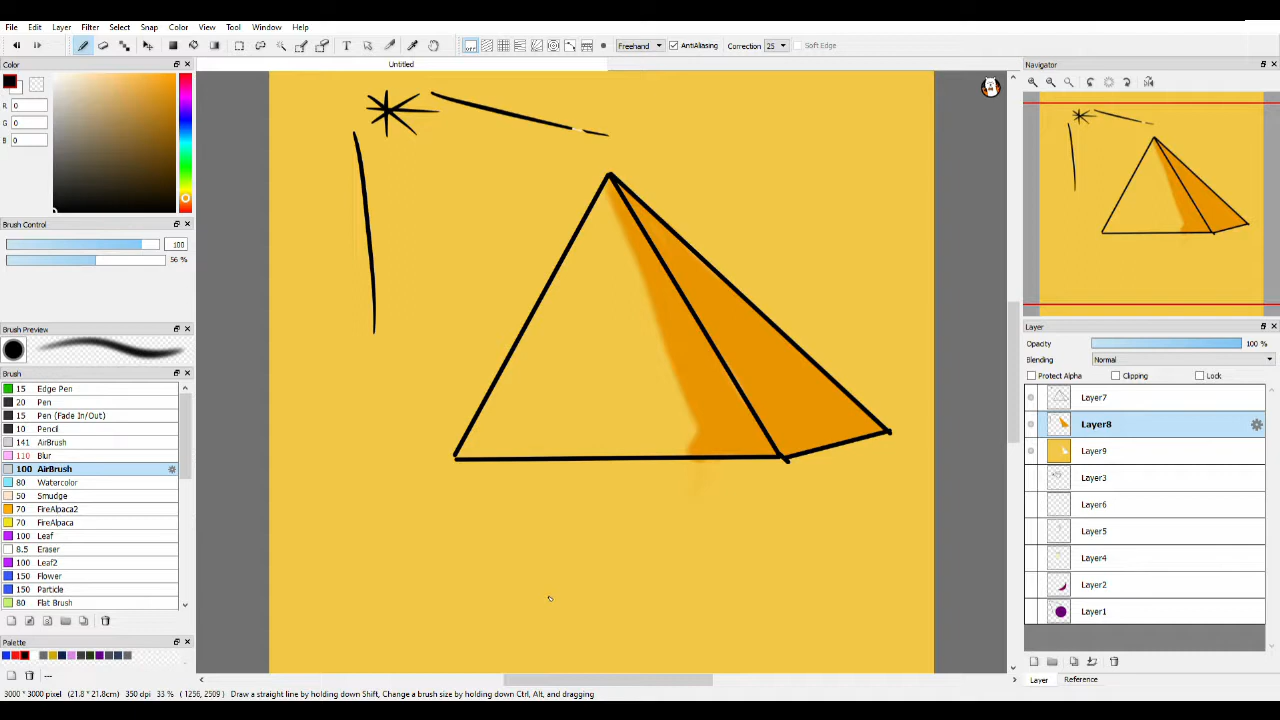 File Edit Layer Filter Select Snap Color View Tool Window Help
OFF Freehand AntiAliasing Correction 25 Soft Edge
Color Untitled Navigator
R 0
G 0
B 0
Brush Control
100
56 %
Brush Preview
Brush
15 Edge Pen
20 Pen
15 Pen (Fade In/Out)
10 Pencil
141 AirBrush
110 Blur
100 AirBrush
80 Watercolor
50 Smudge
70 FireAlpaca2
70 FireAlpaca
100 Leaf
8.5 Eraser
100 Leaf2
150 Flower
150 Particle
80 Flat Brush
Palette
---
Layer
Opacity 100 %
Blending Normal
Protect Alpha Clipping Lock
Layer7
Layer8
Layer9
Layer3
Layer6
Layer5
Layer4
Layer2
Layer1
Layer Reference
3000 * 3000 pixel (21.8 * 21.8cm) 350 dpi 33 % ( 1256, 2509 ) Draw a straight line by holding down Shift, Change a brush size by holding down Ctrl, Alt, and dragging